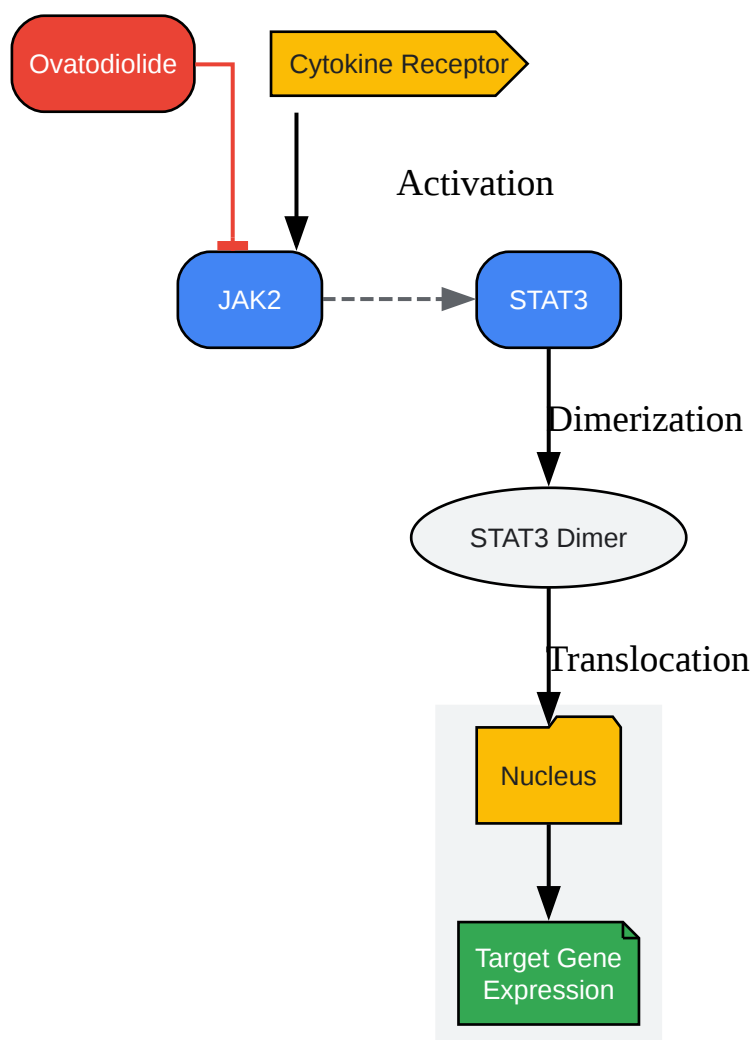 Ovatodiolide
Cytokine Receptor
Activation
JAK2
STAT3
Dimerization
STAT3 Dimer
Translocation
Nucleus
Target Gene
Expression